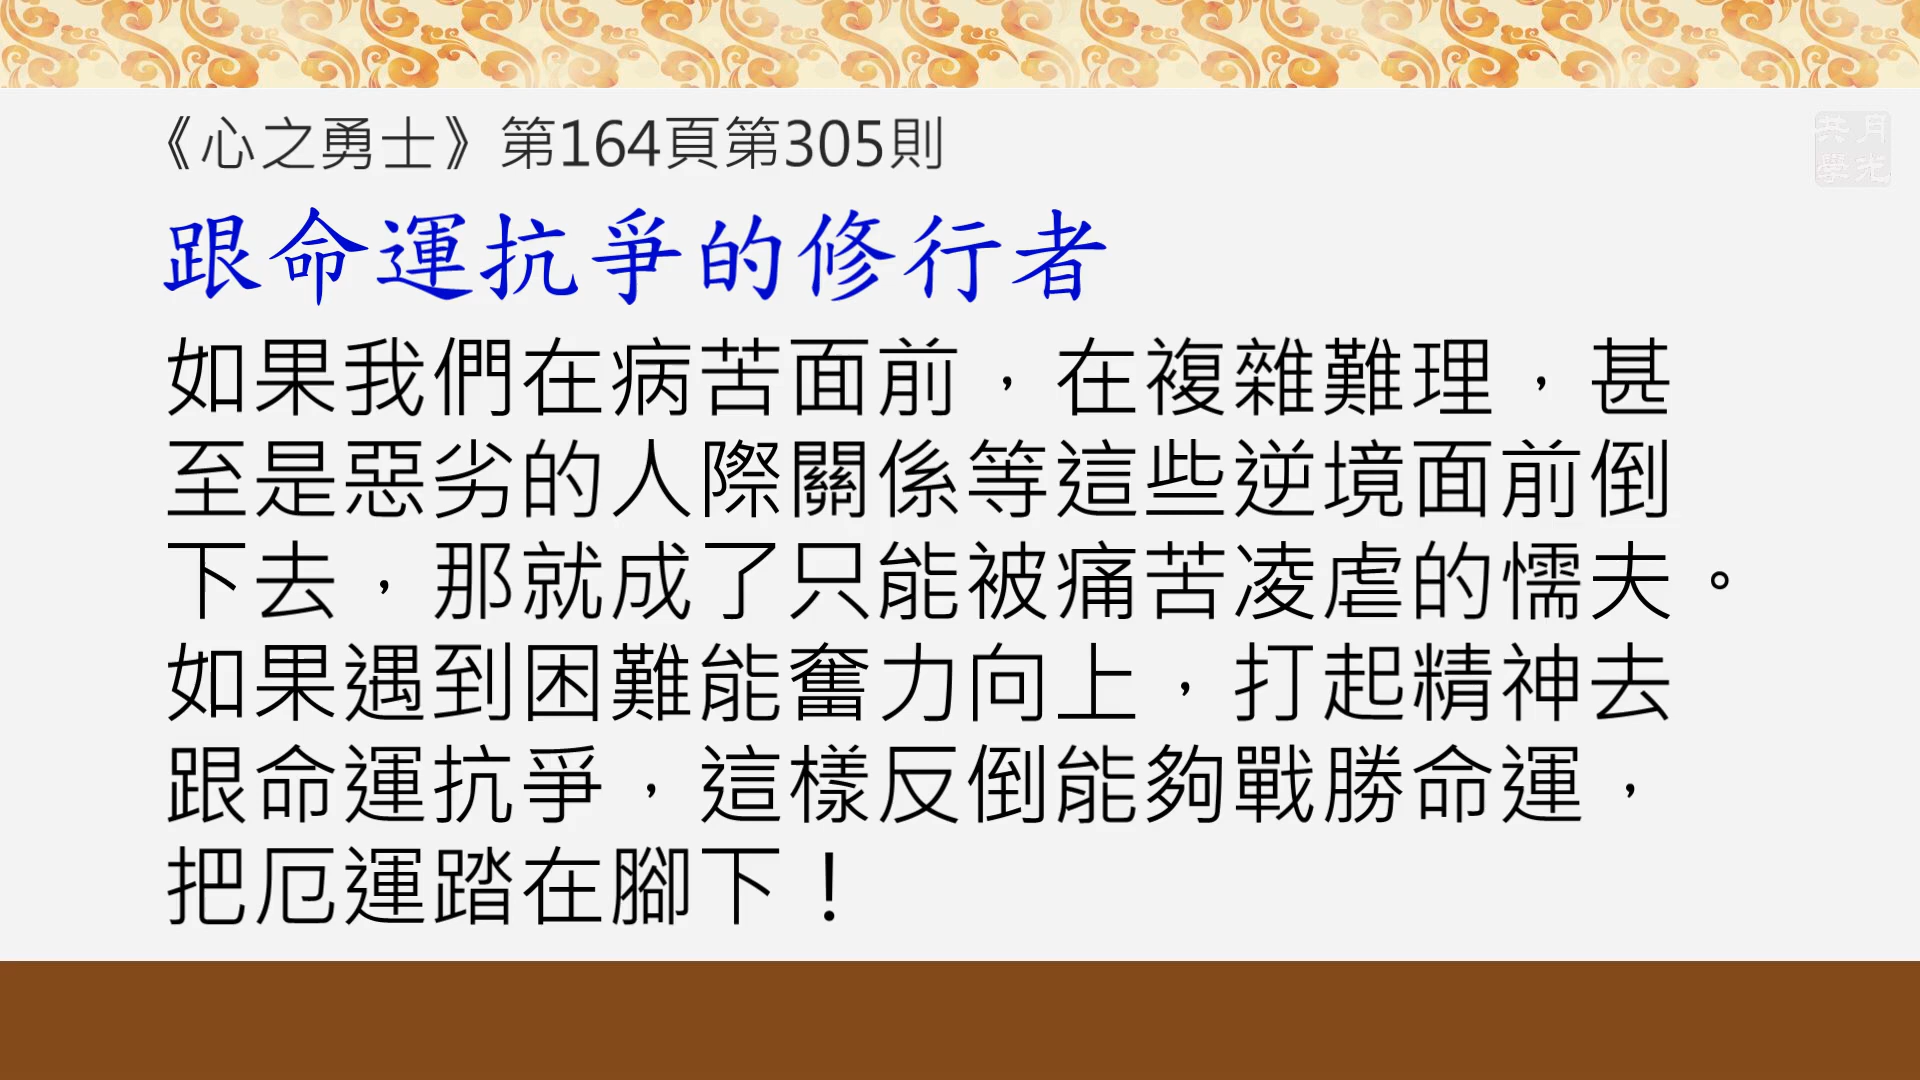 《心之勇士》第164頁第305則
月光
共學
跟命運抗爭的修行者
如果我們在病苦面前，在複雜難理，甚
至是惡劣的人際關係等這些逆境面前倒
下去，那就成了只能被痛苦凌虐的懦夫。
如果遇到困難能奮力向上，打起精神去
跟命運抗爭，這樣反倒能夠戰勝命運，
把厄運踏在腳下！